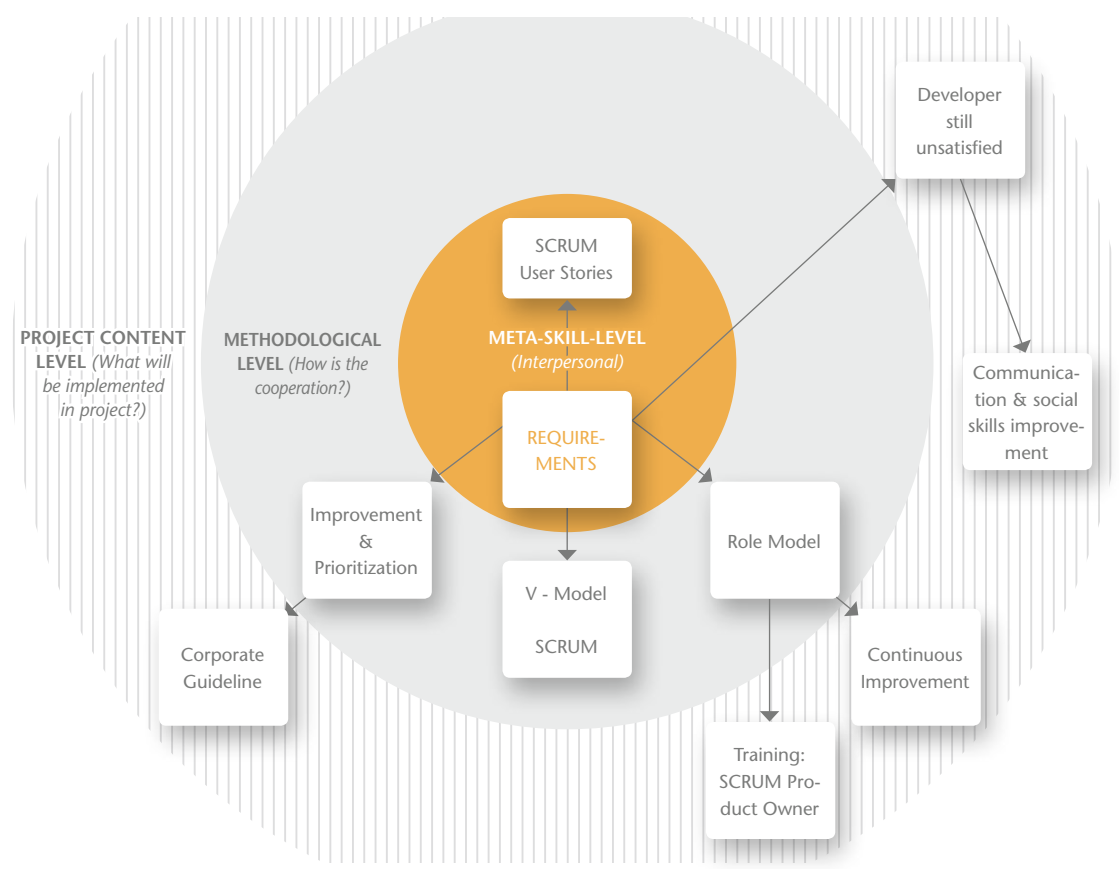 Developer
still
unsatisfied
SCRUM
User Stories
PROJECT CONTENT
LEVEL (What will
be implemented
in project?)
METHODOLOGICAL
LEVEL (How is the
cooperation?)
META-SKILL-LEVEL
(Interpersonal)
Communica-
tion & social
skills improve-
ment
REQUIRE-
MENTS
Improvement
&
Prioritization
Role Model
V - Model
SCRUM
Corporate
Guideline
Continuous
Improvement
Training:
SCRUM Pro-
duct Owner